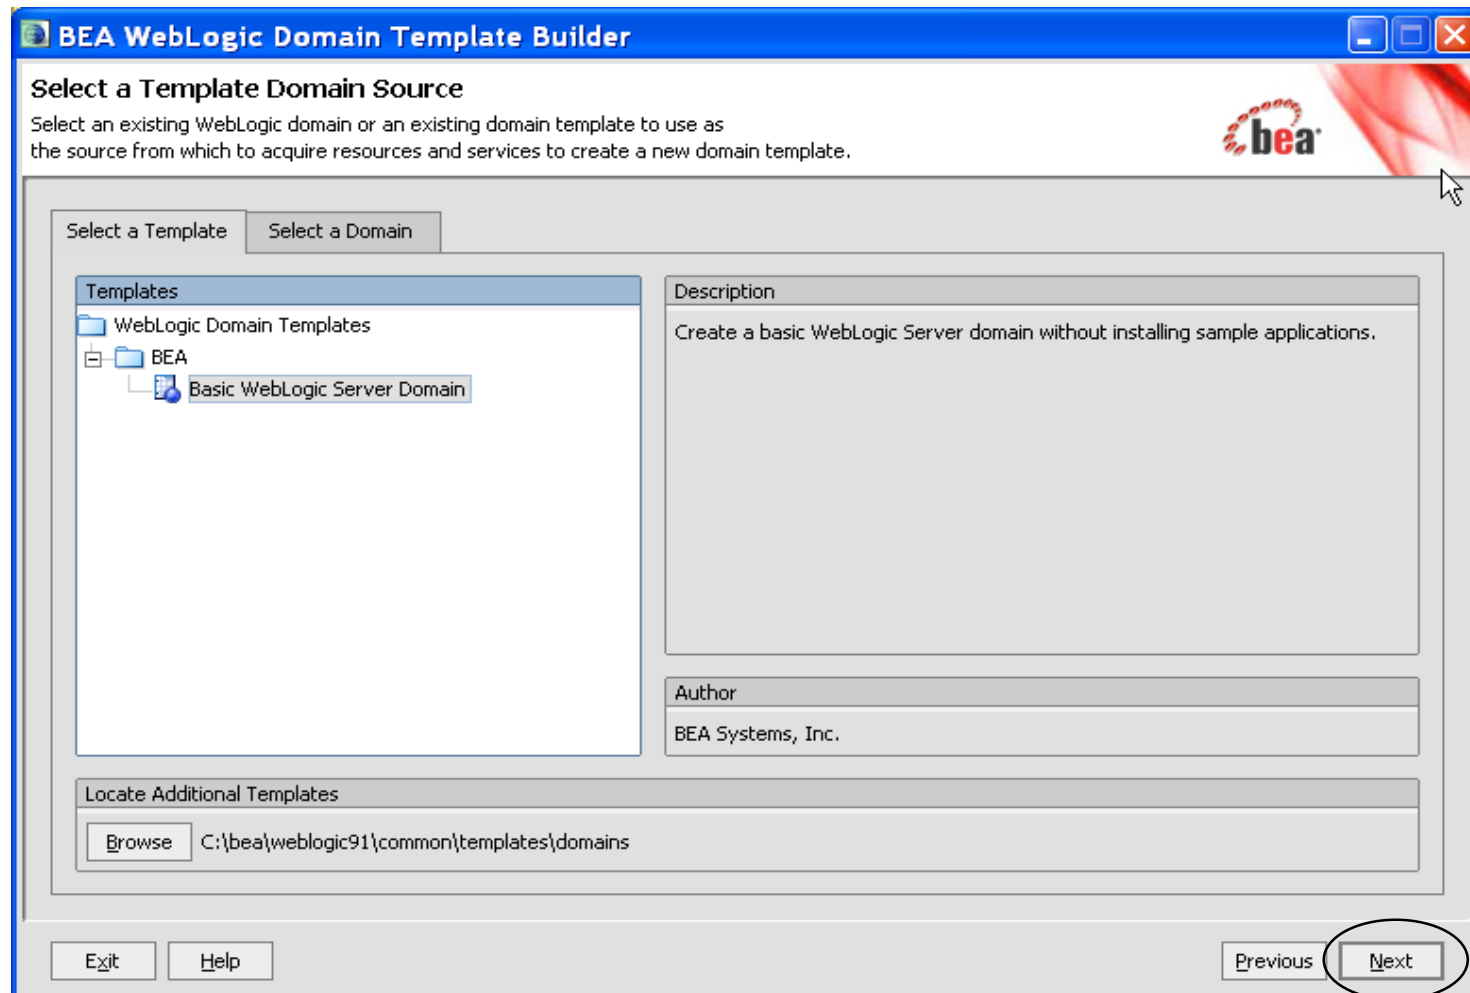 BEA WebLogic Domain Template Builder
Select a Template Domain Source
Select an existing WebLogic domain or an existing domain template to use as
the source from which to acquire resources and services to create a new domain template.
bea
Select a Template
Select a Domain
Templates
WebLogic Domain Templates
BEA
Basic WebLogic Server Domain
Description
Create a basic WebLogic Server domain without installing sample applications.
Author
BEA Systems, Inc.
Locate Additional Templates
Browse
C:\bea\weblogic91\common\templates\domains
Exit
Help
Previous
Next